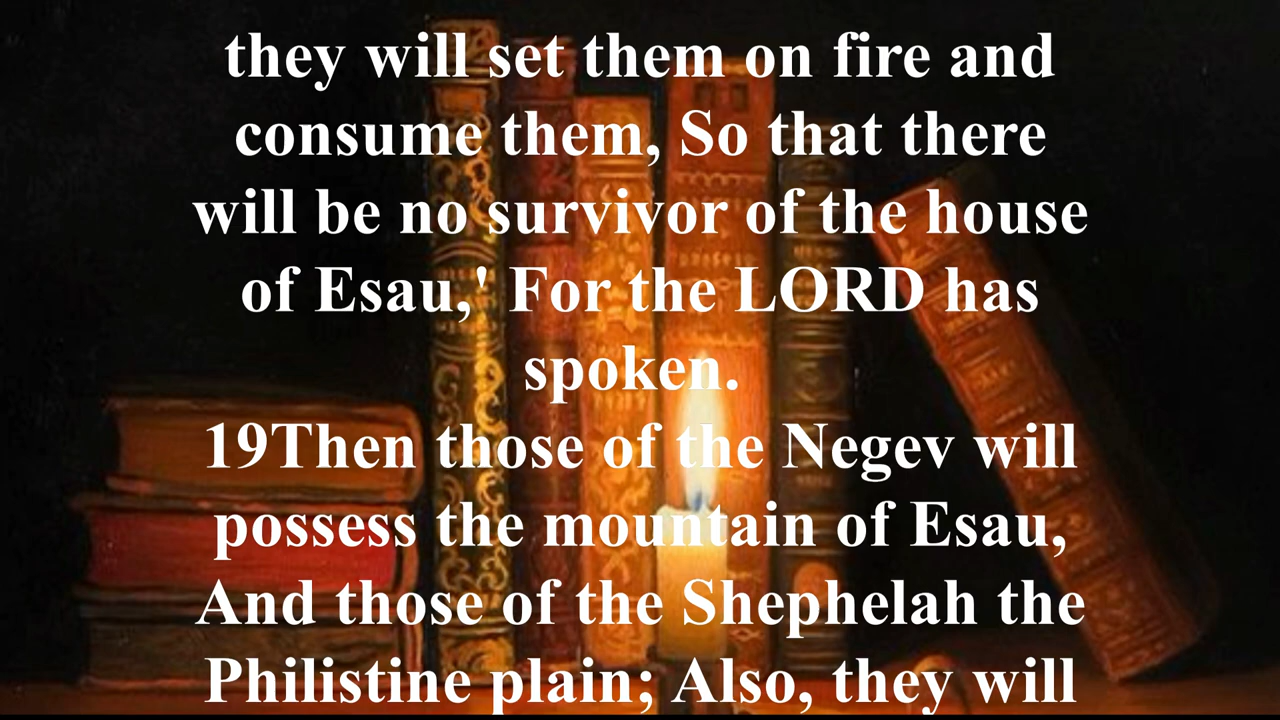 they will set them on fire and
consume them, So that there
will be no survivor of the house
of Esau,' For the LORD has
spoken.
19Then those of the Negev will
possess the mountain of Esau,
And those of the Shephelah the
Philistine plain; Also, they will